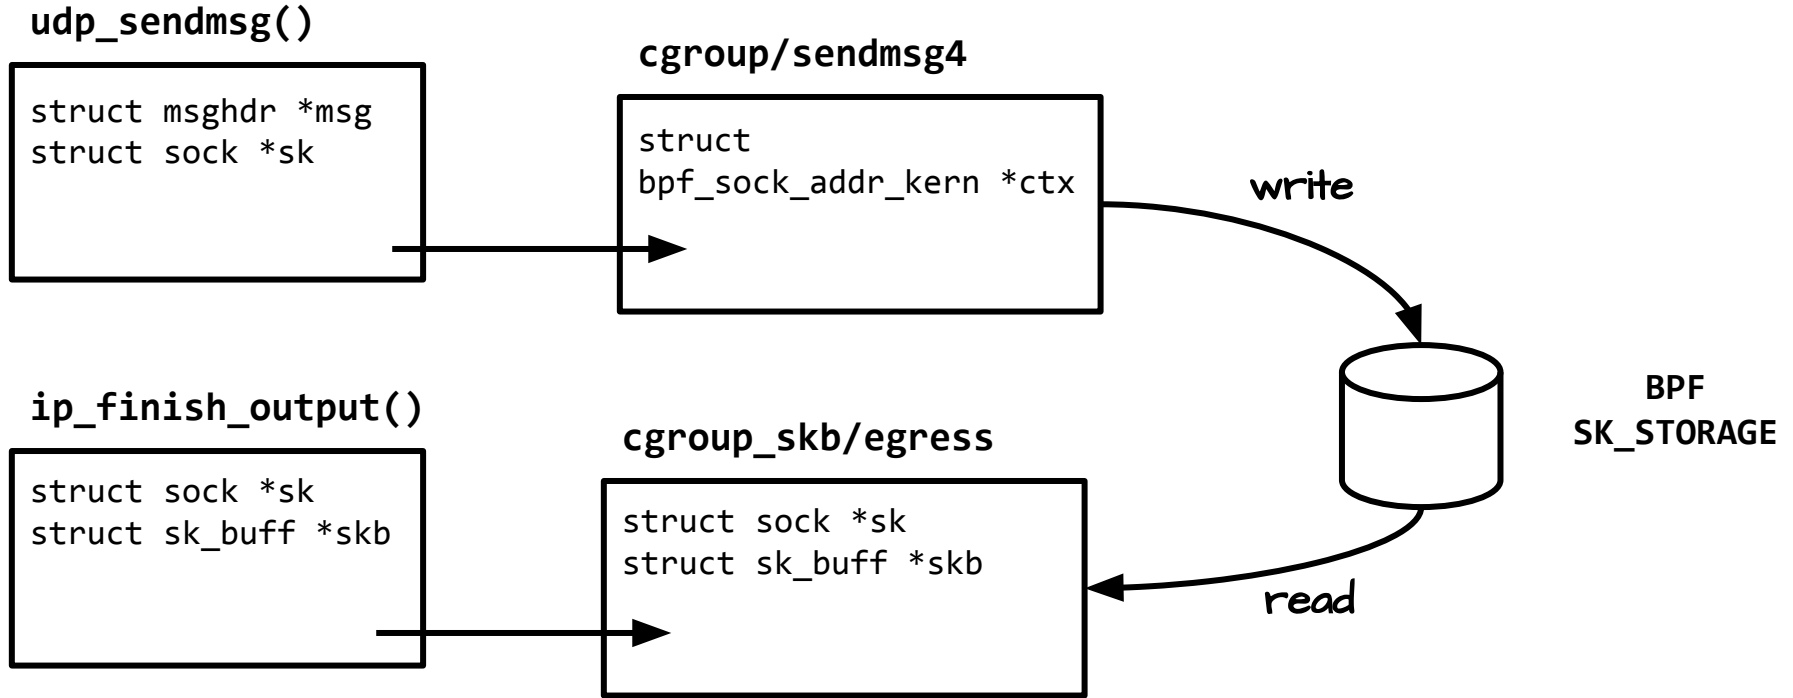 udp_sendmsg()
struct msghdr *msg
struct sock *sk
cgroup/sendmsg4
struct
bpf_sock_addr_kern *ctx
write
BPF
SK_STORAGE
ip_finish_output()
struct sock *sk
struct sk_buff *skb
cgroup_skb/egress
struct sock *sk
struct sk_buff *skb
read